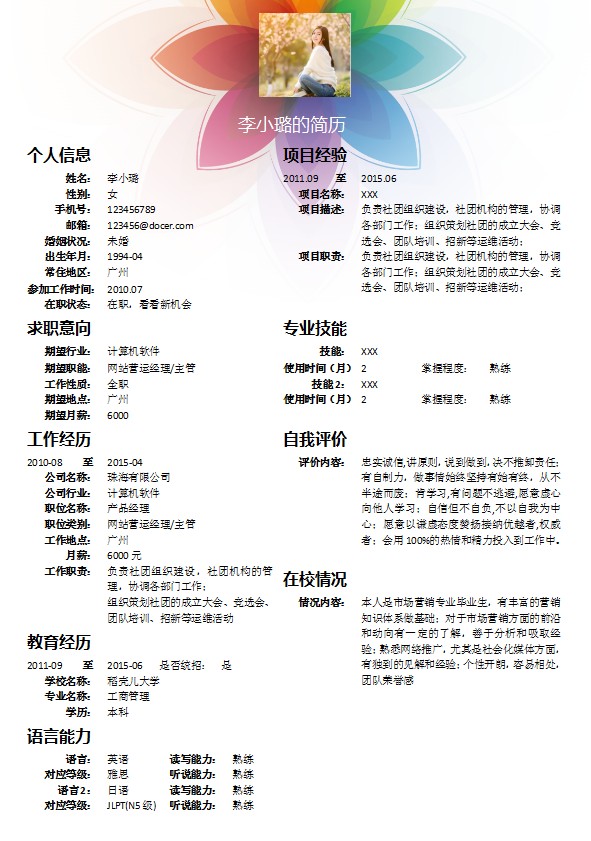 李小璐的简历
个人信息
姓名： 李小璐
性别： 女
手机号： 123456789
邮箱： 123456@docer.com
婚姻状况： 未婚
出生年月： 1994-04
常住地区： 广州
参加工作时间： 2010.07
在职状态： 在职，看看新机会
求职意向
期望行业： 计算机软件
期望职能： 网站营运经理/主管
工作性质： 全职
期望地点： 广州
期望月薪： 6000
工作经历
2010-08 至 2015-04
公司名称： 珠海有限公司
公司行业： 计算机软件
职位名称： 产品经理
职位类别： 网站营运经理/主管
工作地点： 广州
月薪： 6000 元
工作职责： 负责社团组织建设，社团机构的管
理，协调各部门工作；
组织策划社团的成立大会、竞选会、
团队培训、招新等运维活动
教育经历
2011-09 至 2015-06 是否统招： 是
学校名称： 稻壳儿大学
专业名称： 工商管理
学历： 本科
语言能力
语言： 英语 读写能力： 熟练
对应等级： 雅思 听说能力： 熟练
语言 2： 日语 读写能力： 熟练
对应等级： JLPT(N5 级) 听说能力： 熟练
项目经验
2011.09 至 2015.06
项目名称： XXX
项目描述： 负责社团组织建设，社团机构的管理，协调
各部门工作；组织策划社团的成立大会、竞
选会、团队培训、招新等运维活动；
项目职责： 负责社团组织建设，社团机构的管理，协调
各部门工作；组织策划社团的成立大会、竞
选会、团队培训、招新等运维活动；
专业技能
技能： XXX
使用时间（月） 2 掌握程度： 熟练
技能 2： XXX
使用时间（月） 2 掌握程度： 熟练
自我评价
评价内容： 忠实诚信,讲原则，说到做到，决不推卸责任；
有自制力，做事情始终坚持有始有终，从不
半途而废；肯学习,有问题不逃避,愿意虚心
向他人学习；自信但不自负,不以自我为中
心；愿意以谦虚态度赞扬接纳优越者,权威
者；会用 100%的热情和精力投入到工作中。
在校情况
情况内容： 本人是市场营销专业毕业生，有丰富的营销
知识体系做基础；对于市场营销方面的前沿
和动向有一定的了解，善于分析和吸取经
验；熟悉网络推广，尤其是社会化媒体方面，
有独到的见解和经验；个性开朗，容易相处，
团队荣誉感